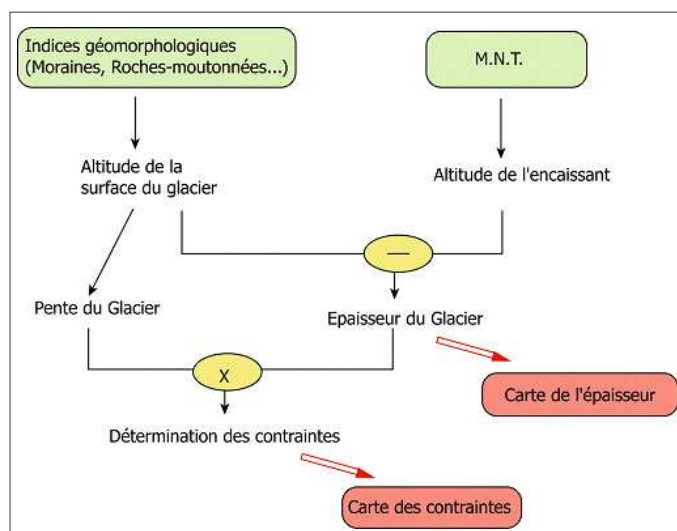 Indices géomorphologiques
(Moraines, Roches-moutonnées...)
M.N.T.
Altitude de la
surface du glacier
Altitude de l'encaissant
—
Pente du Glacier
Epaisseur du Glacier
X
Carte de l'épaisseur
Détermination des contraintes
Carte des contraintes